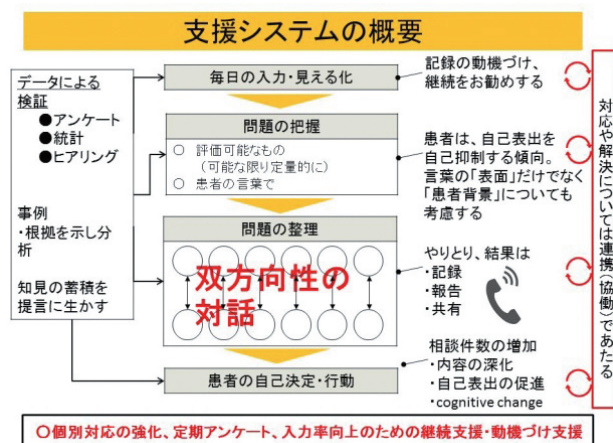 支援システムの概要
データによる
検証
●アンケート
●統計
●ヒアリング
事例
・根拠を示し分
析
知見の蓄積を
提言に生かす
毎日の入力・見える化
問題の把握
○ 評価可能なもの
(可能な限り定量的に)
○ 患者の言葉で
問題の整理
双方向性の
対話
患者の自己決定・行動
記録の動機づけ、
継続をお勧めする
患者は、自己表出を
自己抑制する傾向。
言葉の「表面」だけでなく
「患者背景」についても
考慮する
やりとり、結果は
・記録
・報告
・共有
相談件数の増加
・内容の深化
・自己表出の促進
・cognitive change
対応や解決については連携(協働)であたる
○個別対応の強化、定期アンケート、入力率向上のための継続支援・動機づけ支援